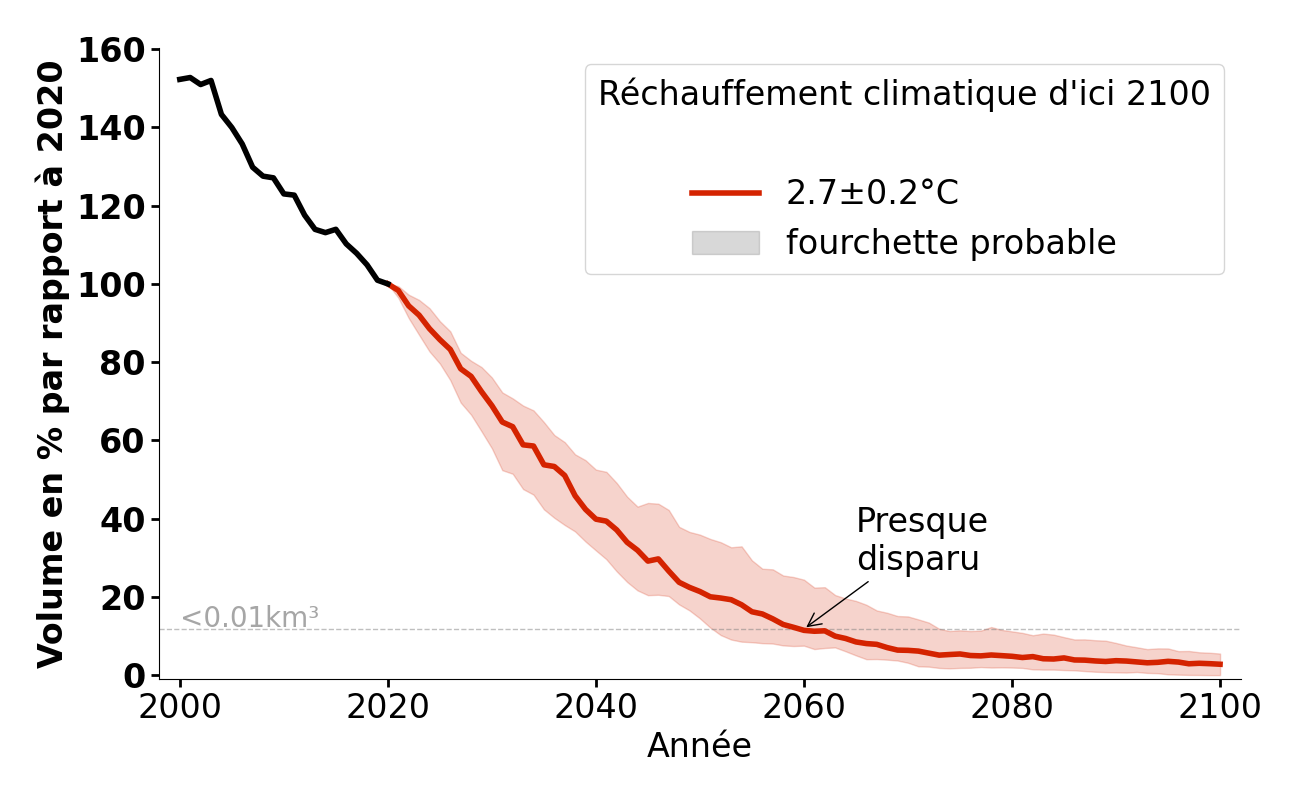 Volume en % par rapport à 2020
160
140
120
100
80
60
40
20
0
Réchauffement climatique d'ici 2100
2.7±0.2°C
fourchette probable
Presque
disparu
<0.01km³
2000 2020 2040 2060 2080 2100
Année